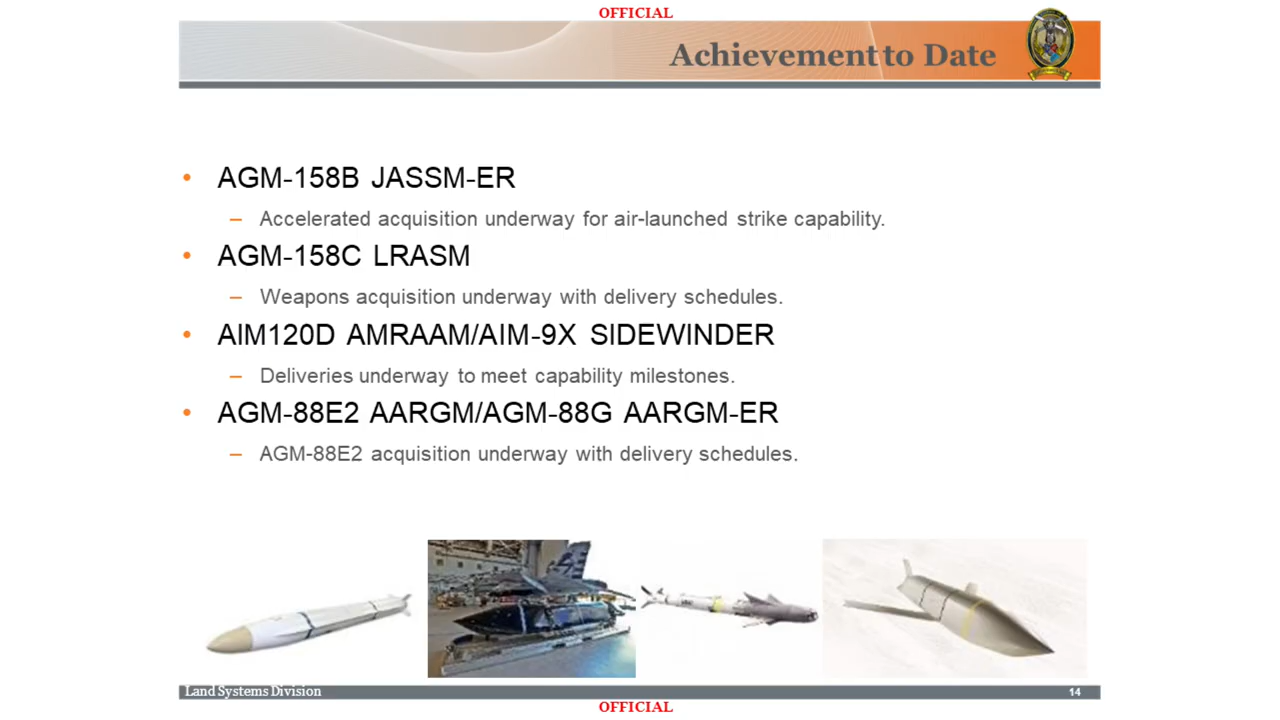 OFFICIAL
Achievement to Date
• AGM-158B JASSM-ER
– Accelerated acquisition underway for air-launched strike capability.
• AGM-158C LRASM
– Weapons acquisition underway with delivery schedules.
• AIM120D AMRAAM/AIM-9X SIDEWINDER
– Deliveries underway to meet capability milestones.
• AGM-88E2 AARGM/AGM-88G AARGM-ER
– AGM-88E2 acquisition underway with delivery schedules.
Land Systems Division
14
OFFICIAL